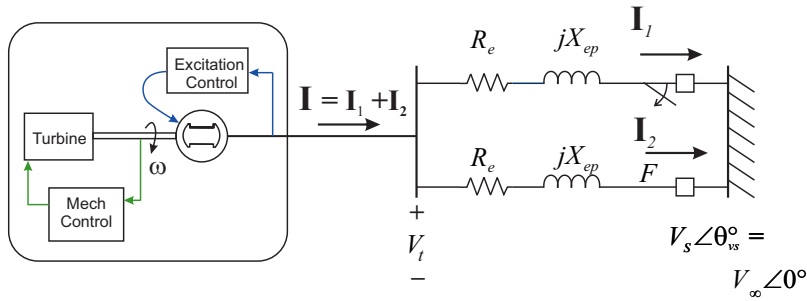 Excitation
Control
Turbine
ω
Mech
Control
I = I₁ + I₂
Rₑ
jXₑₚ
I₁
Rₑ
jXₑₚ
I₂
F
+
Vₜ
−
Vₛ∠θ°ᵥₛ =
V∞∠0°